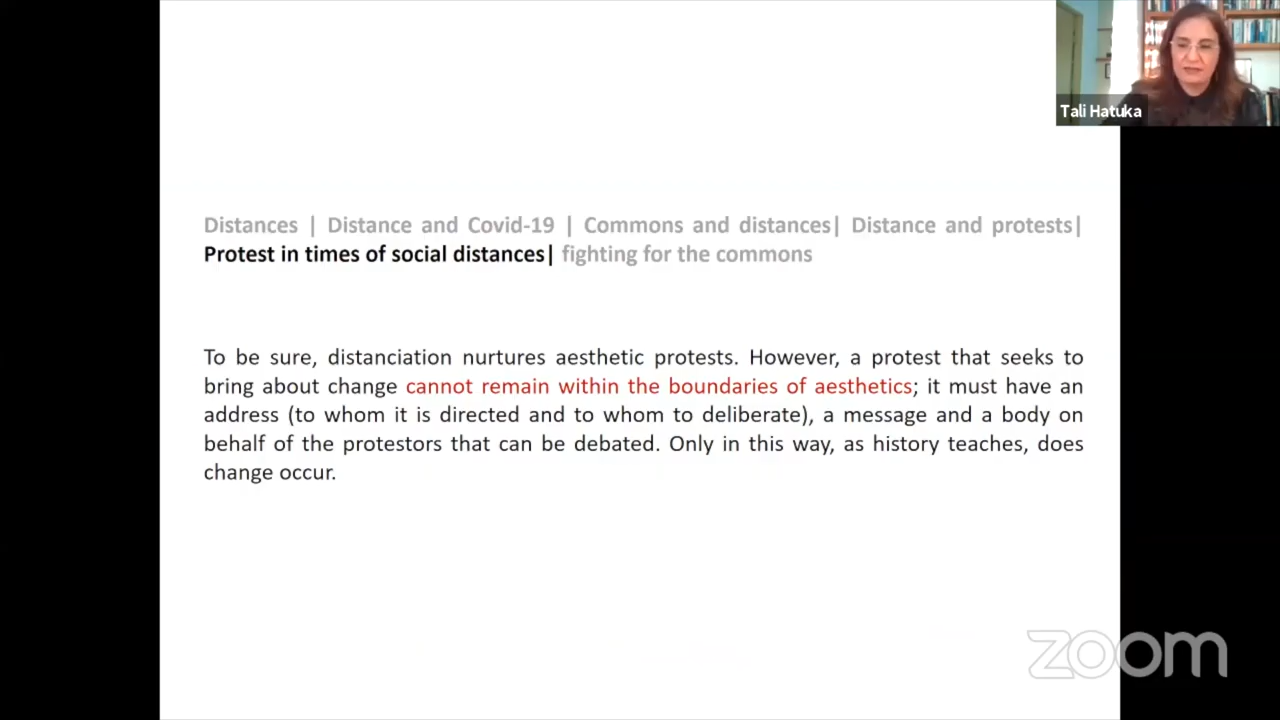 Tali Hatuka
Distances | Distance and Covid-19 | Commons and distances| Distance and protests|
Protest in times of social distances| fighting for the commons
To be sure, distanciation nurtures aesthetic protests. However, a protest that seeks to
bring about change cannot remain within the boundaries of aesthetics; it must have an
address (to whom it is directed and to whom to deliberate), a message and a body on
behalf of the protestors that can be debated. Only in this way, as history teaches, does
change occur.
zoom